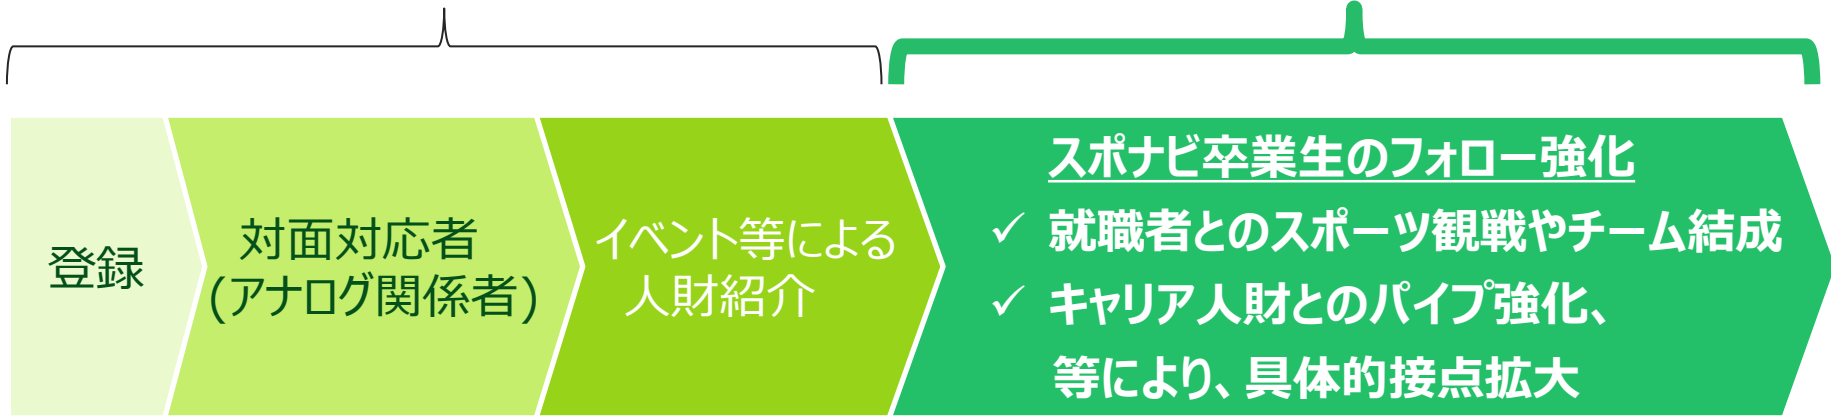 登録
対面対応者
(アナログ関係者)
イベント等による
人財紹介
スポナビ卒業生のフォロー強化
✓ 就職者とのスポーツ観戦やチーム結成
✓ キャリア人財とのパイプ強化、
等により、具体的接点拡大